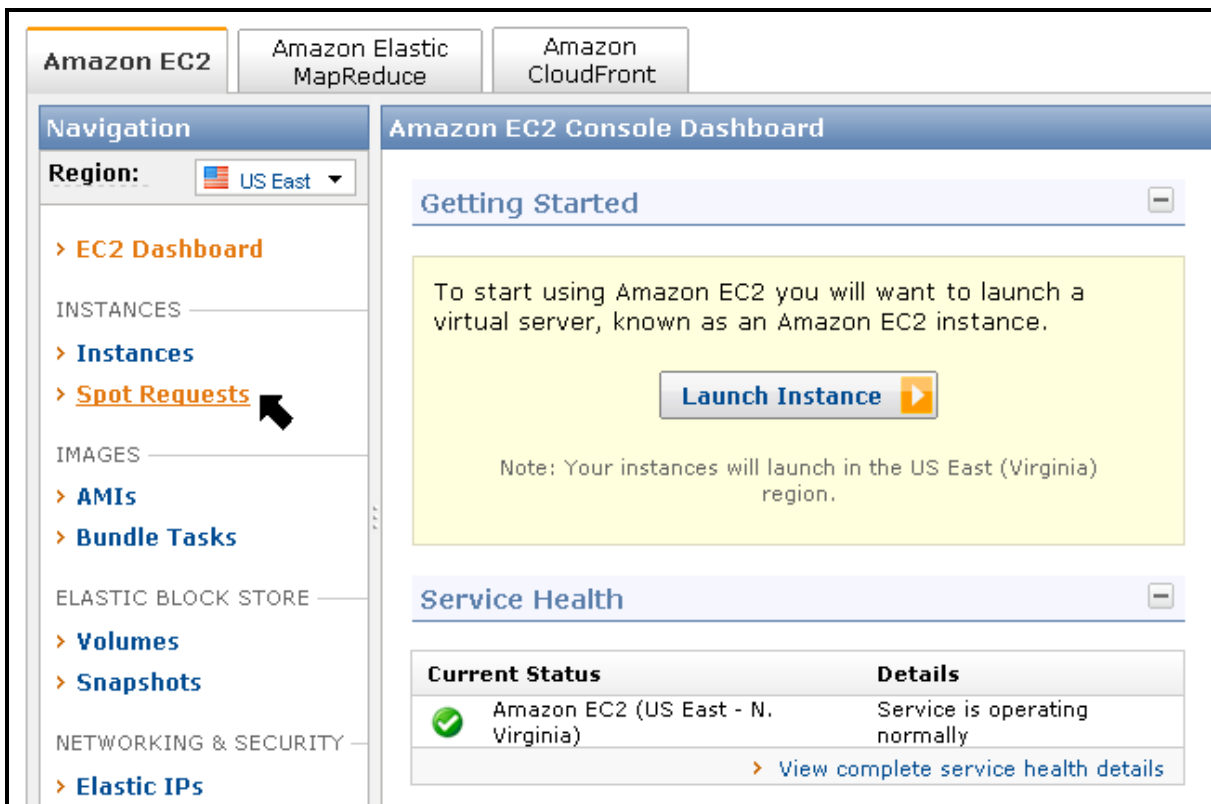 Amazon EC2
Amazon Elastic
MapReduce
Amazon
CloudFront
Navigation
Region:
US East
> EC2 Dashboard
INSTANCES
> Instances
> Spot Requests
IMAGES
> AMIs
> Bundle Tasks
ELASTIC BLOCK STORE
> Volumes
> Snapshots
NETWORKING & SECURITY
> Elastic IPs
Amazon EC2 Console Dashboard
Getting Started
To start using Amazon EC2 you will want to launch a
virtual server, known as an Amazon EC2 instance.
Launch Instance
Note: Your instances will launch in the US East (Virginia)
region.
Service Health
Current Status
Details
Amazon EC2 (US East - N.
Virginia)
Service is operating
normally
> View complete service health details